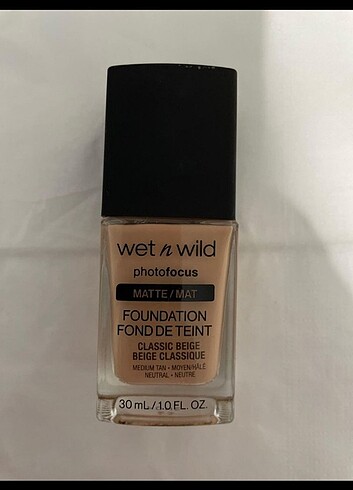 wet n wild
photofocus
MATTE/MAT
FOUNDATION
FOND DE TEINT
CLASSIC BEIGE
BEIGE CLASSIQUE
MEDIUM TAN • MOYEN/HÂLÉ
NEUTRAL • NEUTRE
30 mL/1.0 FL. OZ.